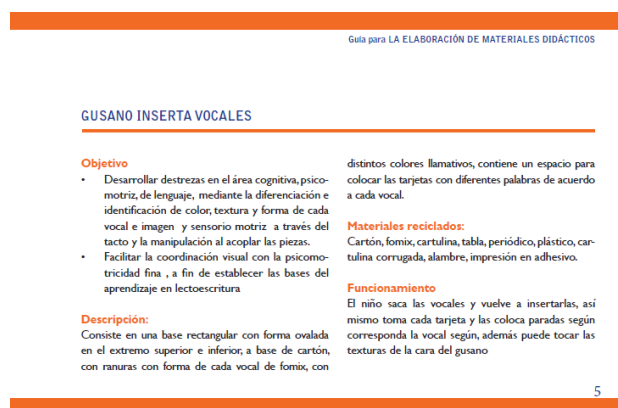 Guía para LA ELABORACIÓN DE MATERIALES DIDÁCTICOS
GUSANO INSERTA VOCALES
Objetivo
• Desarrollar destrezas en el área cognitiva, psico-
motriz, de lenguaje, mediante la diferenciación e
identificación de color, textura y forma de cada
vocal e imagen y sensorio motriz a través del
tacto y la manipulación al acoplar las piezas.
• Facilitar la coordinación visual con la psicomo-
tricidad fina , a fin de establecer las bases del
aprendizaje en lectoescritura
Descripción:
Consiste en una base rectangular con forma ovalada
en el extremo superior e inferior, a base de cartón,
con ranuras con forma de cada vocal de fomix, con
distintos colores llamativos, contiene un espacio para
colocar las tarjetas con diferentes palabras de acuerdo
a cada vocal.
Materiales reciclados:
Cartón, fomix, cartulina, tabla, periódico, plástico, car-
tulina corrugada, alambre, impresión en adhesivo.
Funcionamiento
El niño saca las vocales y vuelve a insertarlas, así
mismo toma cada tarjeta y las coloca paradas según
corresponda la vocal según, además puede tocar las
texturas de la cara del gusano
5